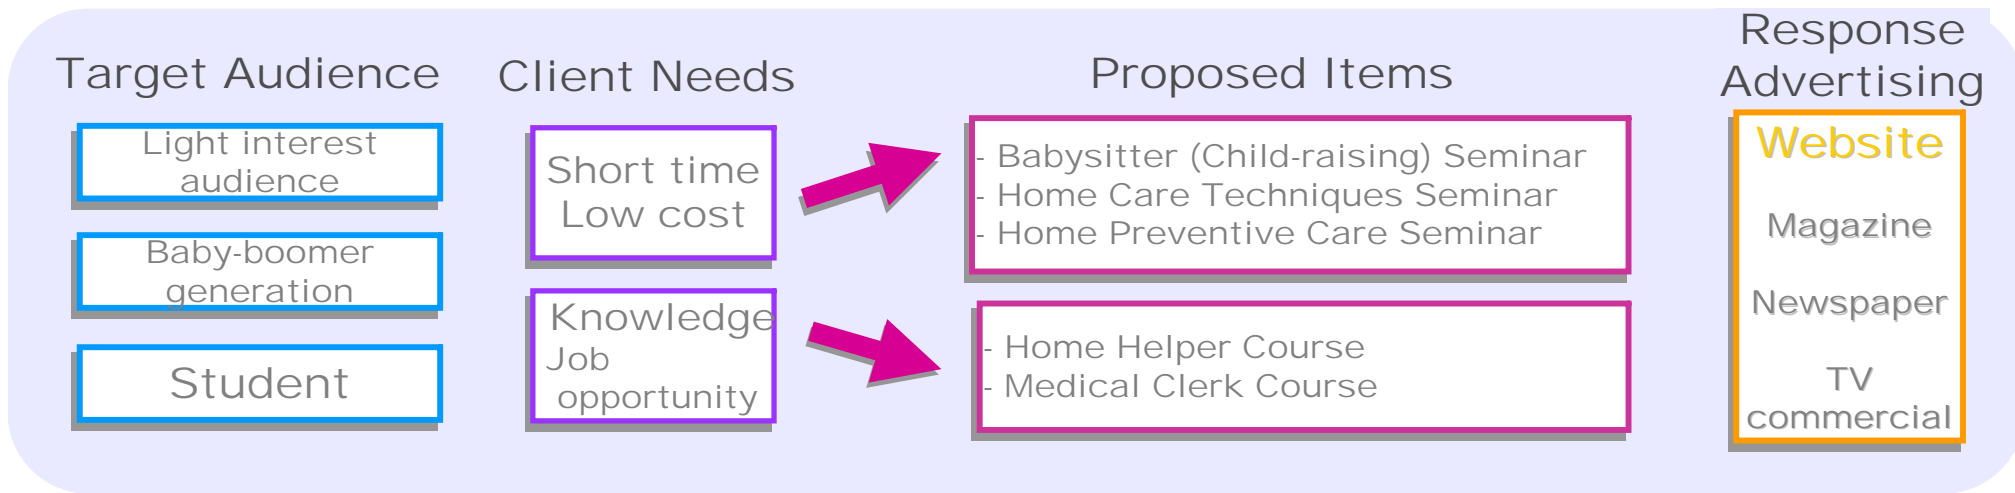 Target Audience
Light interest
audience
Baby-boomer
generation
Student
Client Needs
Short time
Low cost
Knowledge
Job
opportunity
Proposed Items
- Babysitter (Child-raising) Seminar
- Home Care Techniques Seminar
- Home Preventive Care Seminar
- Home Helper Course
- Medical Clerk Course
Response
Advertising
Website
Magazine
Newspaper
TV
commercial